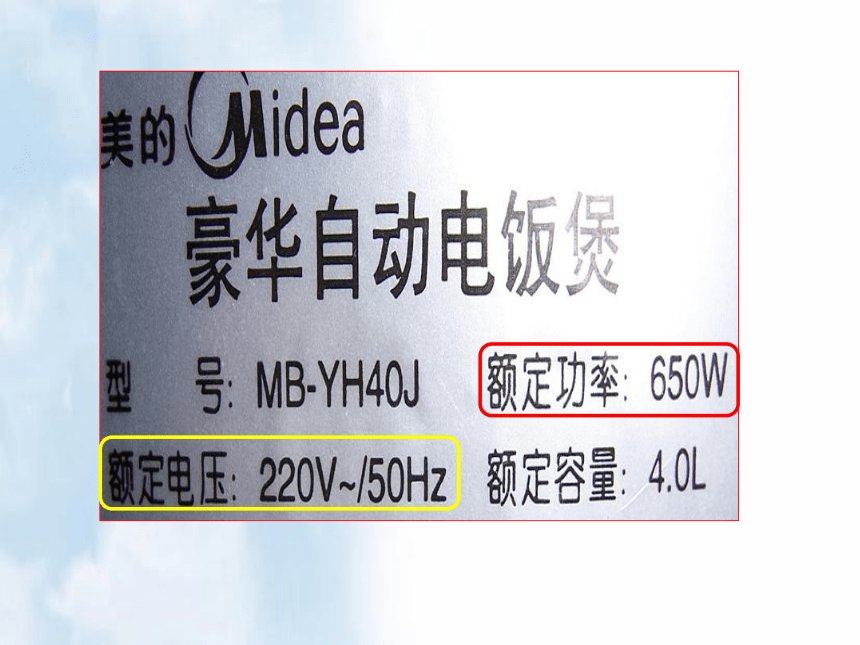 美的 Midea
豪华自动电饭煲
型 号: MB-YH40J 额定功率: 650W
额定电压: 220V~/50Hz 额定容量: 4.0L